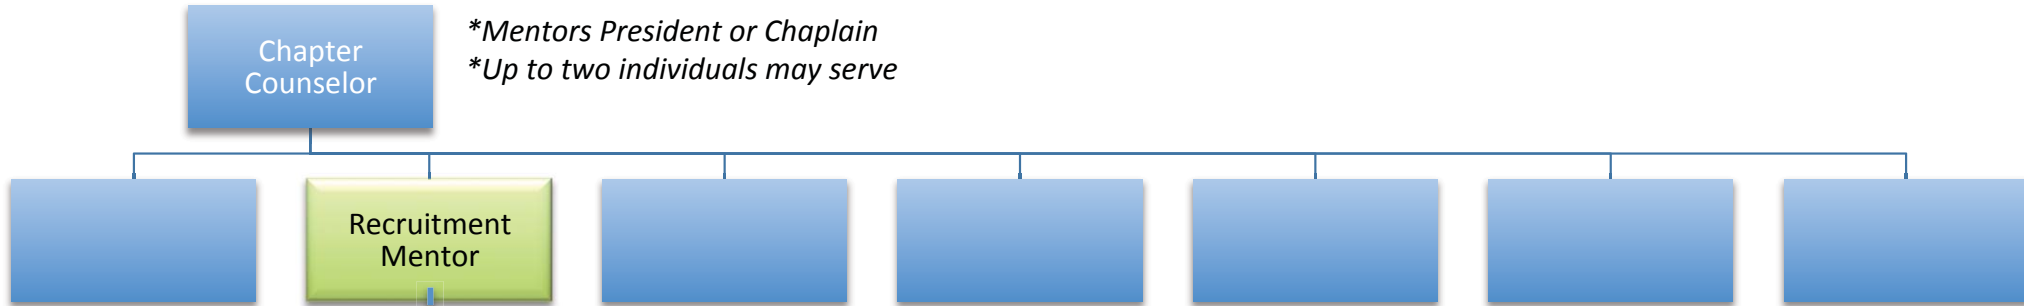 Chapter
Counselor
*Mentors President or Chaplain
*Up to two individuals may serve
Recruitment
Mentor